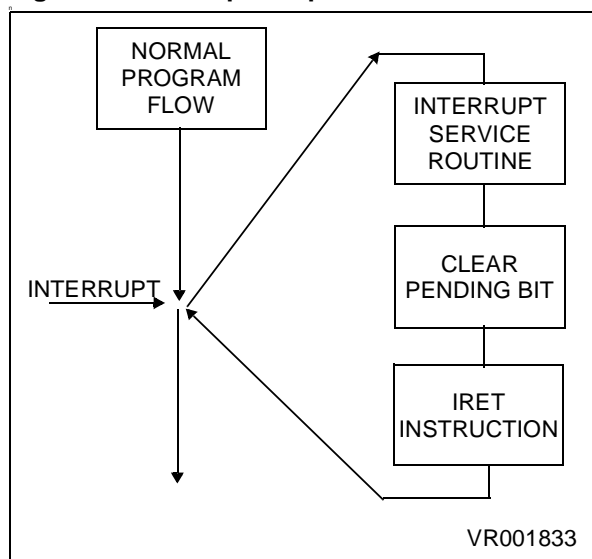 NORMAL
PROGRAM
FLOW
INTERRUPT
SERVICE
ROUTINE
INTERRUPT
CLEAR
PENDING BIT
IRET
INSTRUCTION
VR001833